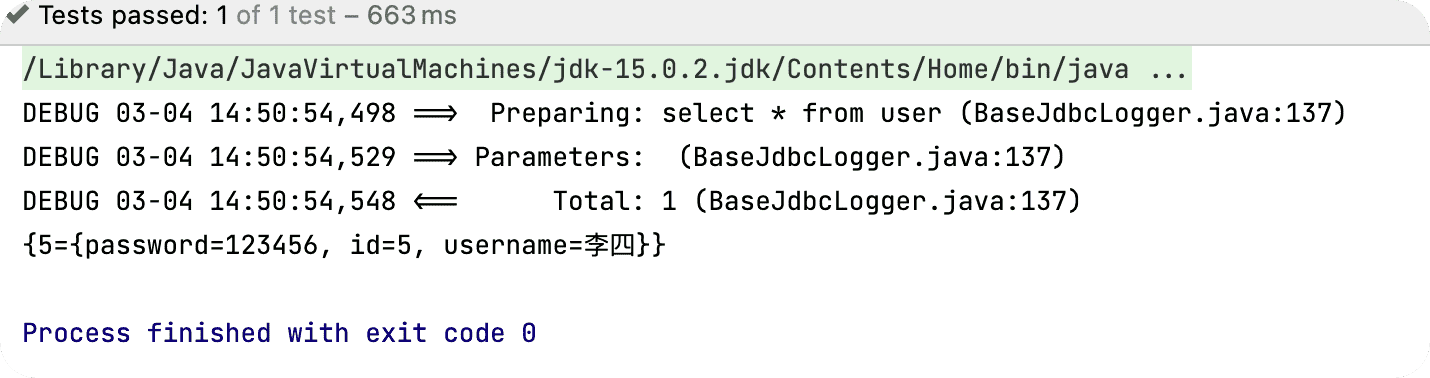 ✔ Tests passed: 1 of 1 test – 663 ms
/Library/Java/JavaVirtualMachines/jdk-15.0.2.jdk/Contents/Home/bin/java ...
DEBUG 03-04 14:50:54,498 ==>  Preparing: select * from user (BaseJdbcLogger.java:137)
DEBUG 03-04 14:50:54,529 ==> Parameters:  (BaseJdbcLogger.java:137)
DEBUG 03-04 14:50:54,548 <==      Total: 1 (BaseJdbcLogger.java:137)
{5={password=123456, id=5, username=李四}}
Process finished with exit code 0